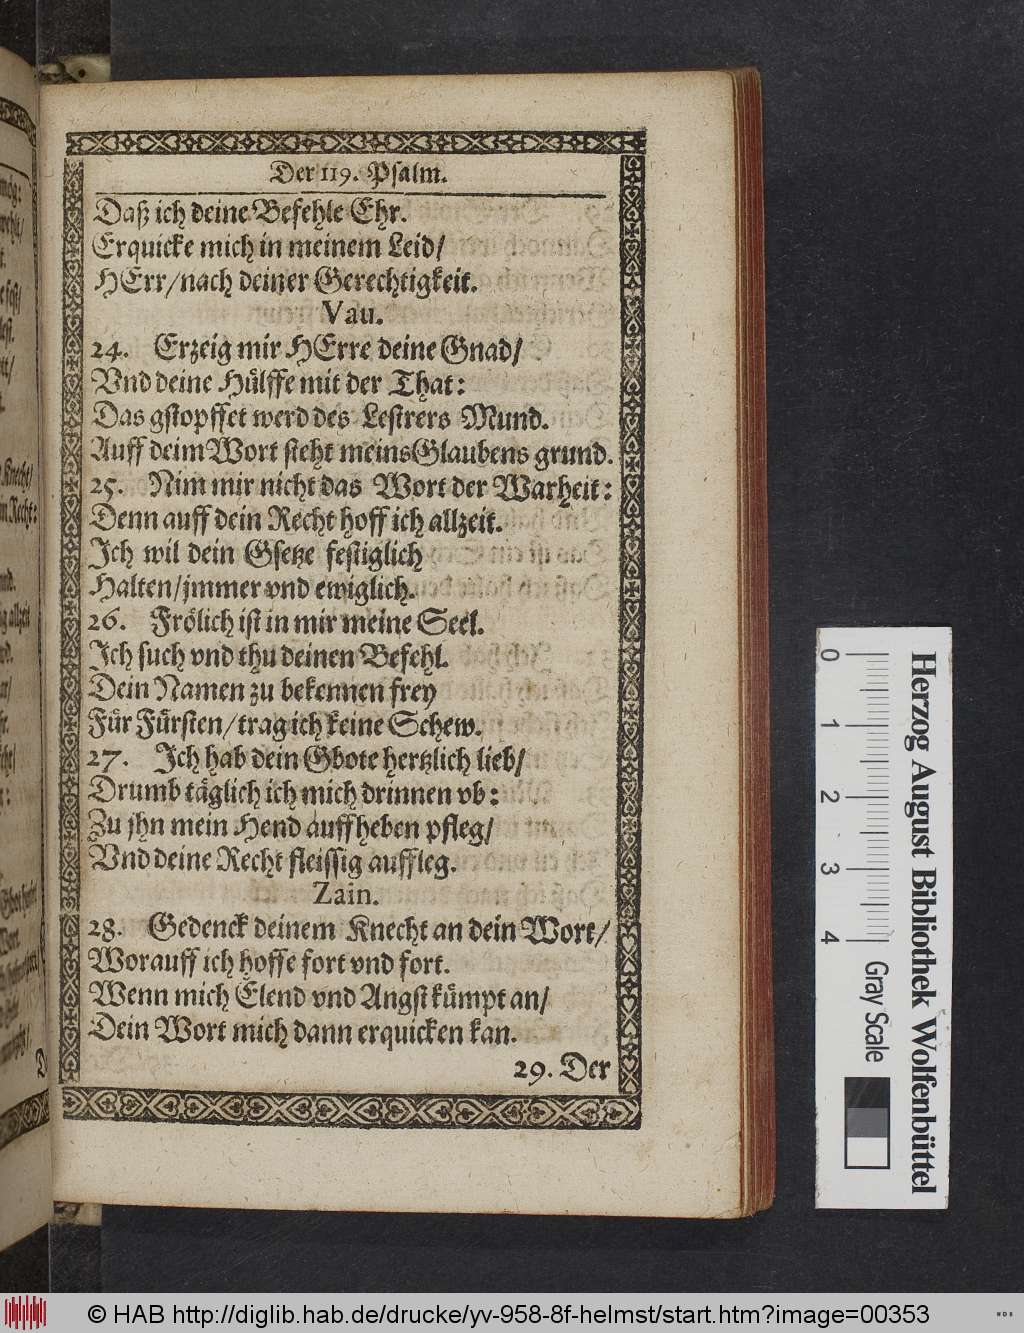 Der 119. Psalm.
Daß ich deine Befehle Ehr.
Erquicke mich in meinem Leid/
HErr/nach deiner Gerechtigkeit.
Vau.
24. Erzeig mir HErre deine Gnad/
Vnd deine Hülffe mit der That:
Das gstopffet werd des Lestrers Mund.
Auff deim Wort steht meins Glaubens grund.
25. Nim mir nicht das Wort der Warheit:
Denn auff dein Recht hoff ich allzeit.
Ich wil dein Gsetze festiglich
Halten/jmmer vnd ewiglich.
26. Frölich ist in mir meine Seel.
Ich such vnd thu deinen Befehl.
Dein Namen zu bekennen frey
Für Fürsten/trag ich keine Schew.
27. Ich hab dein Gbote hertzlich lieb/
Drumb täglich ich mich drinnen vb:
Zu jhn mein Hend auffheben pfleg/
Vnd deine Recht fleissig auffleg.
Zain.
28. Gedenck deinem Knecht an dein Wort/
Worauff ich hoffe fort vnd fort.
Wenn mich Elend vnd Angst kümpt an/
Dein Wort mich dann erquicken kan.
29. Der
Herzog August Bibliothek Wolfenbüttel
0 1 2 3 4 Gray Scale
© HAB http://diglib.hab.de/drucke/yv-958-8f-helmst/start.htm?image=00353